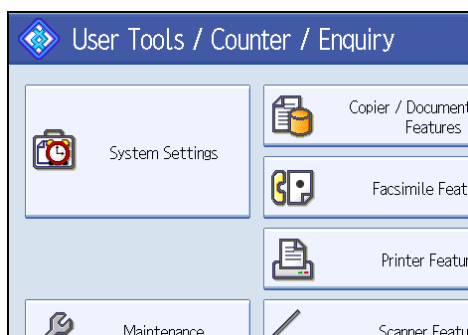 User Tools / Counter / Enquiry
System Settings
Copier / Document
Features
Facsimile Feat
Printer Featur
Maintenance
Scanner Featu